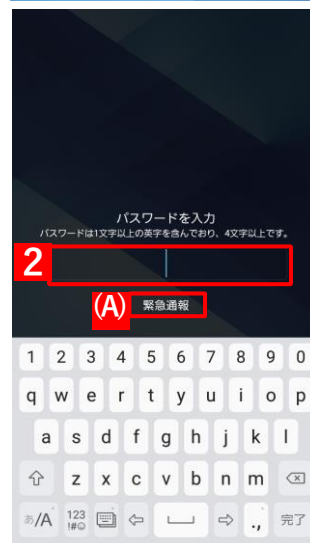 パスワードを入力
パスワードは1文字以上の英字を含んでおり、4文字以上です。
2
(A) 緊急通報
1 2 3 4 5 6 7 8 9 0
q w e r t y u i o p
a s d f g h j k l
z x c v b n m
あ/A 123 !#☺ ., 完了